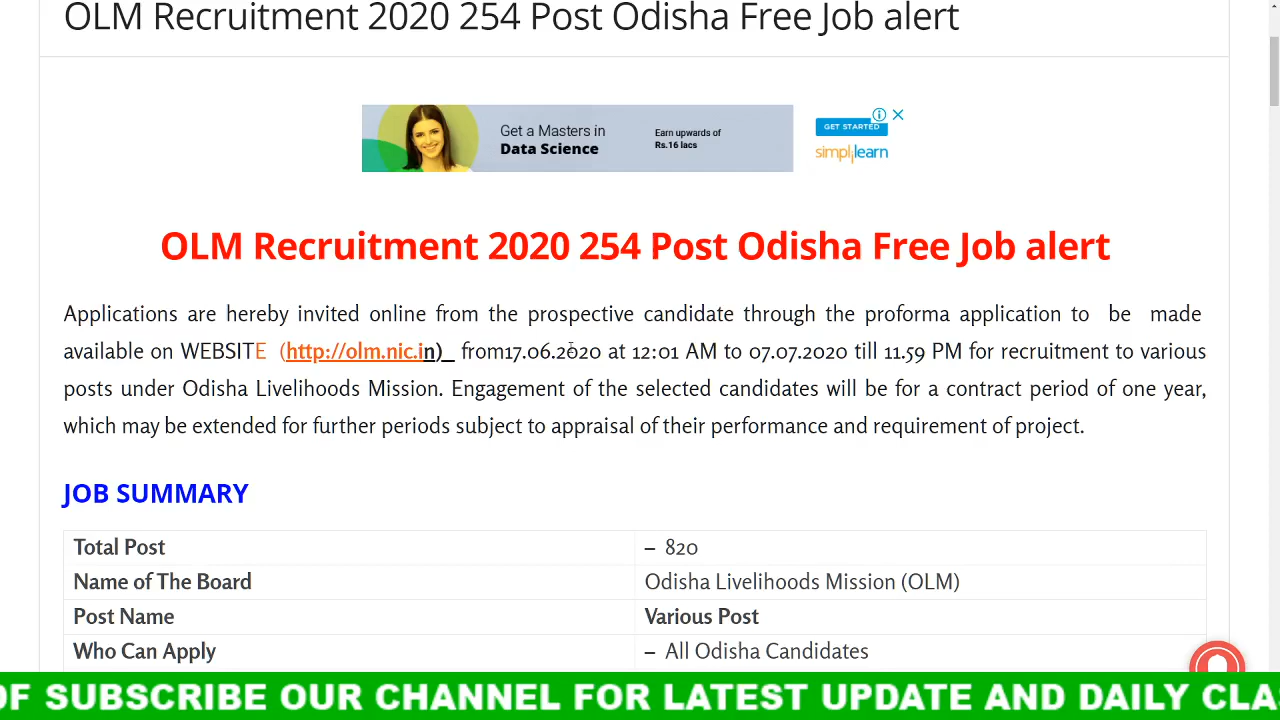 OLM Recruitment 2020 254 Post Odisha Free Job alert
Get a Masters in
Data Science
Earn upwards of
Rs.16 lacs
GET STARTED
simplilearn
OLM Recruitment 2020 254 Post Odisha Free Job alert
Applications are hereby invited online from the prospective candidate through the proforma application to be made
available on WEBSITE (http://olm.nic.in)_ from17.06.2020 at 12:01 AM to 07.07.2020 till 11.59 PM for recruitment to various
posts under Odisha Livelihoods Mission. Engagement of the selected candidates will be for a contract period of one year,
which may be extended for further periods subject to appraisal of their performance and requirement of project.
JOB SUMMARY
Total Post – 820
Name of The Board Odisha Livelihoods Mission (OLM)
Post Name Various Post
Who Can Apply – All Odisha Candidates
OF SUBSCRIBE OUR CHANNEL FOR LATEST UPDATE AND DAILY CLA